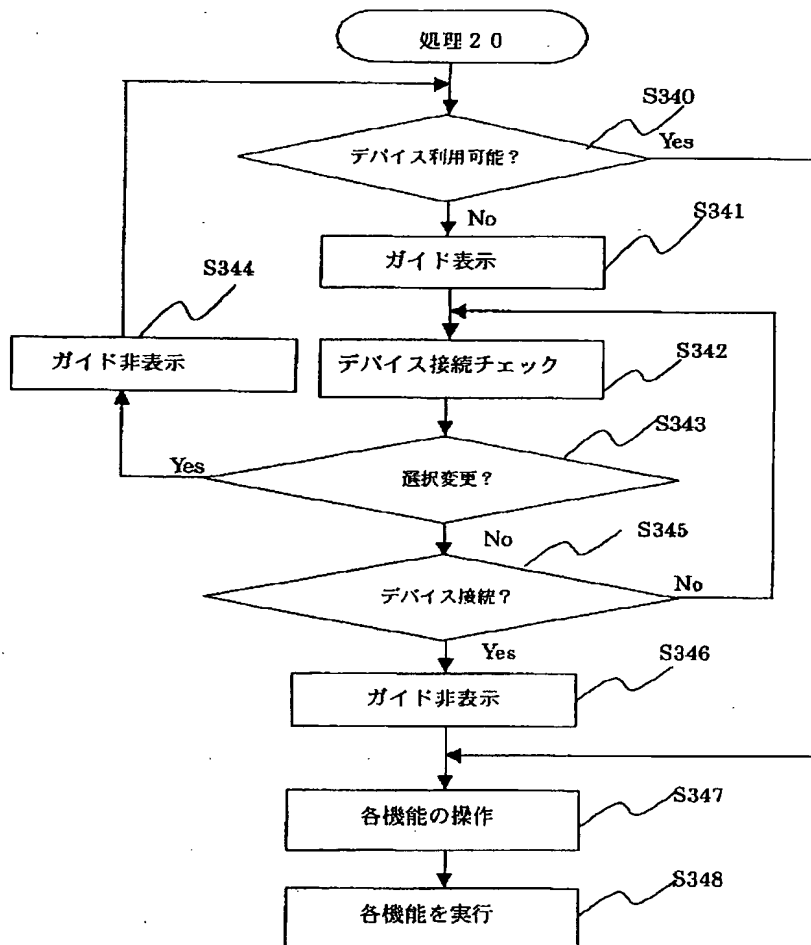 処理２０
S340
デバイス利用可能？
Yes
No
S341
ガイド表示
S344
ガイド非表示
S342
デバイス接続チェック
S343
Yes
選択変更？
No
S345
デバイス接続？
No
Yes
S346
ガイド非表示
S347
各機能の操作
S348
各機能を実行